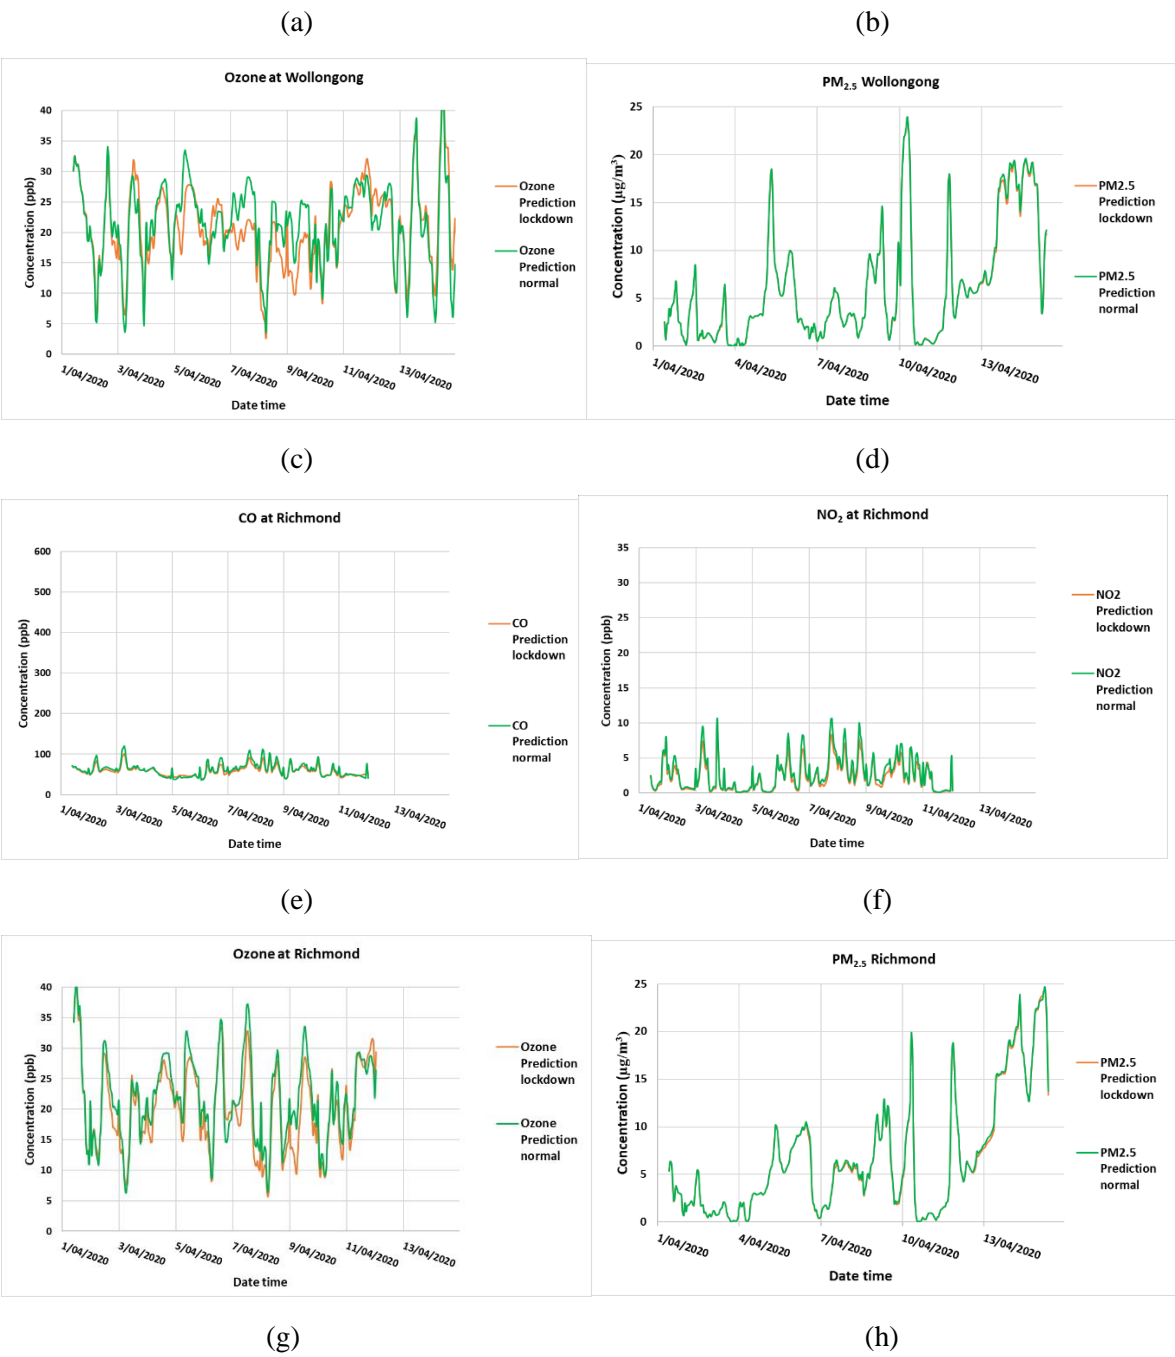 (a)
(b)
Ozone at Wollongong
40
35
30
25
20
15
10
5
0
Concentration (ppb)
1/04/2020
3/04/2020
5/04/2020
7/04/2020
9/04/2020
11/04/2020
13/04/2020
Date time
Ozone
Prediction
lockdown
Ozone
Prediction
normal
PM2.5 Wollongong
25
20
15
10
5
0
Concentration (µg/m³)
1/04/2020
4/04/2020
7/04/2020
10/04/2020
13/04/2020
Date time
PM2.5
Prediction
lockdown
PM2.5
Prediction
normal
(c)
(d)
CO at Richmond
600
500
400
300
200
100
0
Concentration (ppb)
1/04/2020
3/04/2020
5/04/2020
7/04/2020
9/04/2020
11/04/2020
13/04/2020
Date time
CO
Prediction
lockdown
CO
Prediction
normal
NO2 at Richmond
35
30
25
20
15
10
5
0
Concentration (ppb)
1/04/2020
3/04/2020
5/04/2020
7/04/2020
9/04/2020
11/04/2020
13/04/2020
Date time
NO2
Prediction
lockdown
NO2
Prediction
normal
(e)
(f)
Ozone at Richmond
40
35
30
25
20
15
10
5
0
Concentration (ppb)
1/04/2020
3/04/2020
5/04/2020
7/04/2020
9/04/2020
11/04/2020
13/04/2020
Date time
Ozone
Prediction
lockdown
Ozone
Prediction
normal
PM2.5 Richmond
25
20
15
10
5
0
Concentration (µg/m³)
1/04/2020
4/04/2020
7/04/2020
10/04/2020
13/04/2020
Date time
PM2.5
Prediction
lockdown
PM2.5
Prediction
normal
(g)
(h)